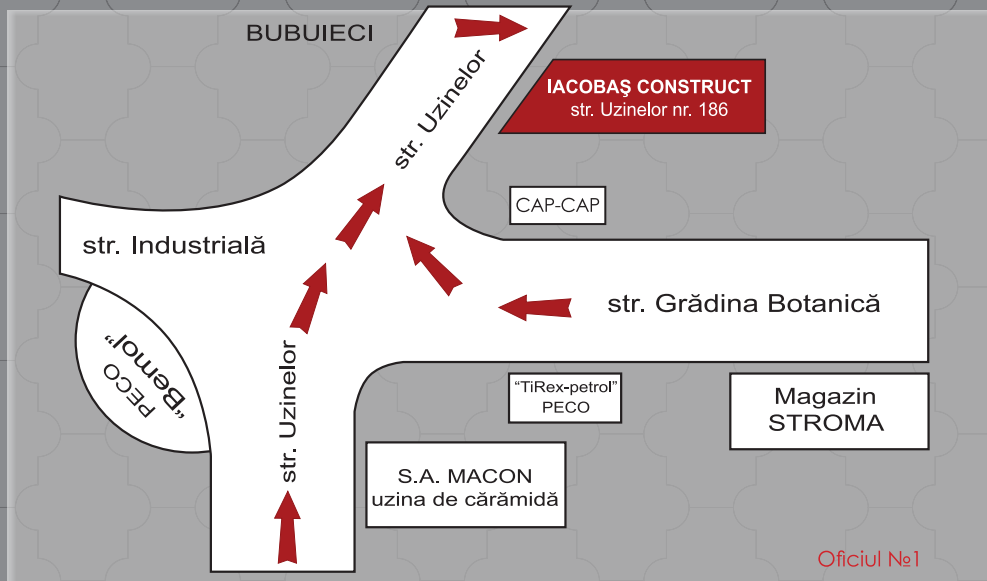 BUBUIECI
str. Uzinelor
IACOBAŞ CONSTRUCT
str. Uzinelor nr. 186
CAP-CAP
str. Industrială
str. Grădina Botanică
"Bemol"
PECO
str. Uzinelor
"TiRex-petrol"
PECO
Magazin
STROMA
S.A. MACON
uzina de cărămidă
Oficiul №1